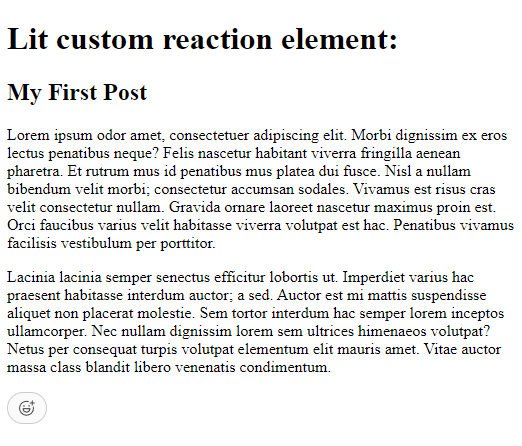 Lit custom reaction element:
My First Post
Lorem ipsum odor amet, consectetuer adipiscing elit. Morbi dignissim ex eros
lectus penatibus neque? Felis nascetur habitant viverra fringilla aenean
pharetra. Et rutrum mus id penatibus mus platea dui fusce. Nisl a nullam
bibendum velit morbi; consectetur accumsan sodales. Vivamus est risus cras
velit consectetur nullam. Gravida ornare laoreet nascetur maximus proin est.
Orci faucibus varius velit habitasse viverra volutpat est hac. Penatibus vivamus
facilisis vestibulum per porttitor.
Lacinia lacinia semper senectus efficitur lobortis ut. Imperdiet varius hac
praesent habitasse interdum auctor; a sed. Auctor est mi mattis suspendisse
aliquet non placerat molestie. Sem tortor interdum hac semper lorem inceptos
ullamcorper. Nec nullam dignissim lorem sem ultrices himenaeos volutpat?
Netus per consequat turpis volutpat elementum elit mauris amet. Vitae auctor
massa class blandit libero venenatis condimentum.